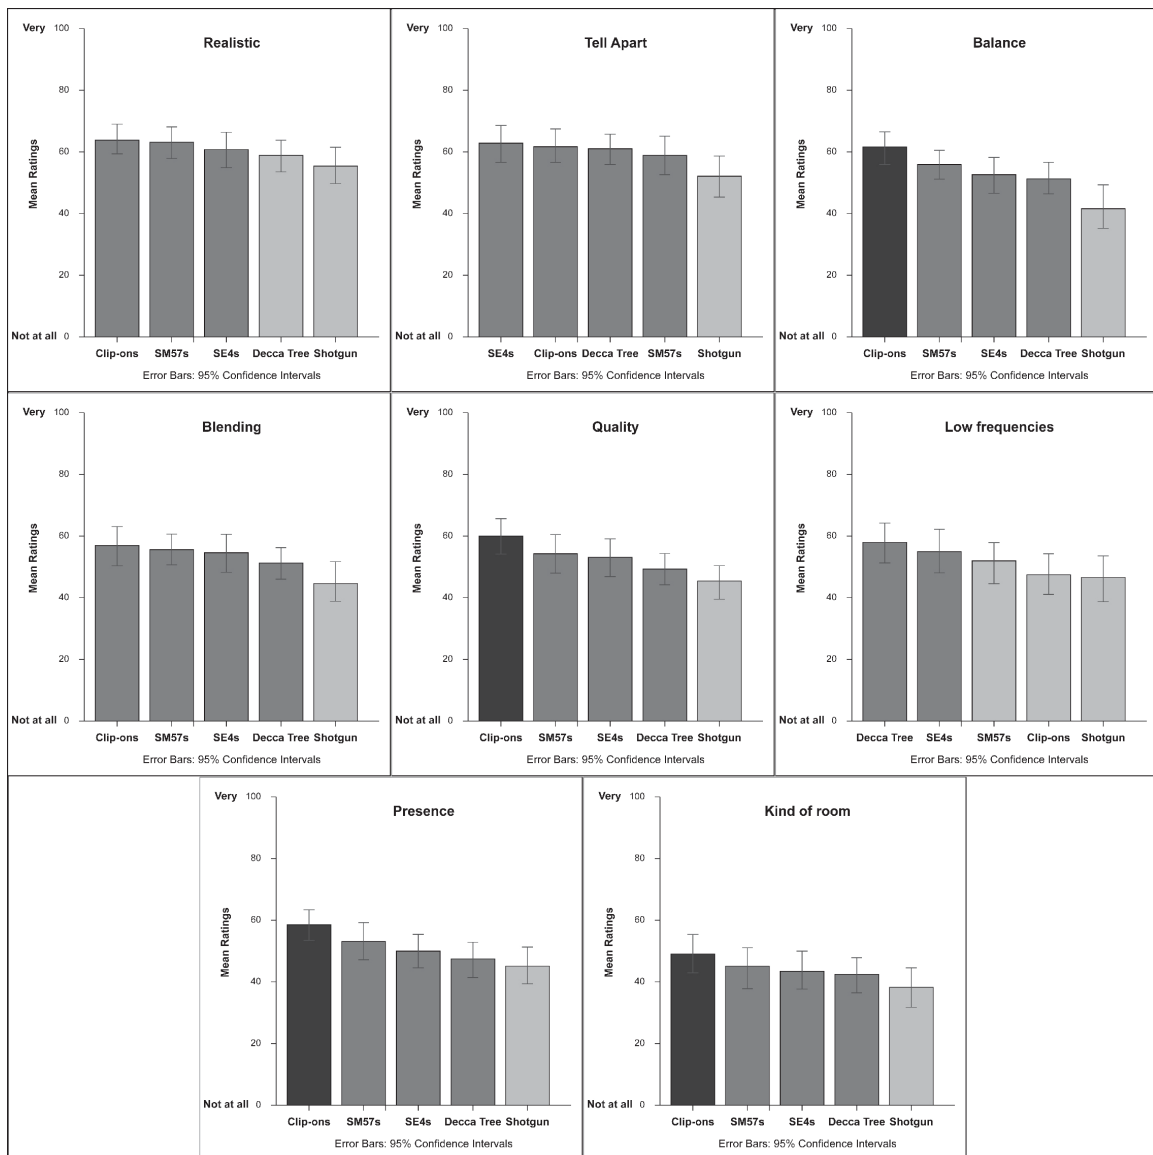 Realistic
Very 100
80
60
40
20
Not at all 0
Mean Ratings
Clip-ons SM57s SE4s Decca Tree Shotgun
Error Bars: 95% Confidence Intervals
Tell Apart
Very 100
80
60
40
20
Not at all 0
Mean Ratings
SE4s Clip-ons Decca Tree SM57s Shotgun
Error Bars: 95% Confidence Intervals
Balance
Very 100
80
60
40
20
Not at all 0
Mean Ratings
Clip-ons SM57s SE4s Decca Tree Shotgun
Error Bars: 95% Confidence Intervals
Blending
Very 100
80
60
40
20
Not at all 0
Mean Ratings
Clip-ons SM57s SE4s Decca Tree Shotgun
Error Bars: 95% Confidence Intervals
Quality
Very 100
80
60
40
20
Not at all 0
Mean Ratings
Clip-ons SM57s SE4s Decca Tree Shotgun
Error Bars: 95% Confidence Intervals
Low frequencies
Very 100
80
60
40
20
Not at all 0
Mean Ratings
Decca Tree SE4s SM57s Clip-ons Shotgun
Error Bars: 95% Confidence Intervals
Presence
Very 100
80
60
40
20
Not at all 0
Mean Ratings
Clip-ons SM57s SE4s Decca Tree Shotgun
Error Bars: 95% Confidence Intervals
Kind of room
Very 100
80
60
40
20
Not at all 0
Mean Ratings
Clip-ons SM57s SE4s Decca Tree Shotgun
Error Bars: 95% Confidence Intervals